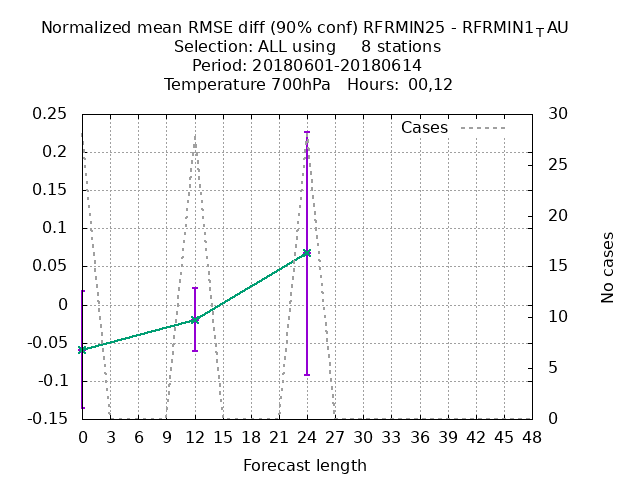 Normalized mean RMSE diff (90% conf) RFRMIN25 - RFRMIN1_TAU
Selection: ALL using 8 stations
Period: 20180601-20180614
Temperature 700hPa Hours: 00,12
Cases
0.25
0.2
0.15
0.1
0.05
0
-0.05
-0.1
-0.15
30
25
20
15
10
5
0
No cases
0 3 6 9 12 15 18 21 24 27 30 33 36 39 42 45 48
Forecast length